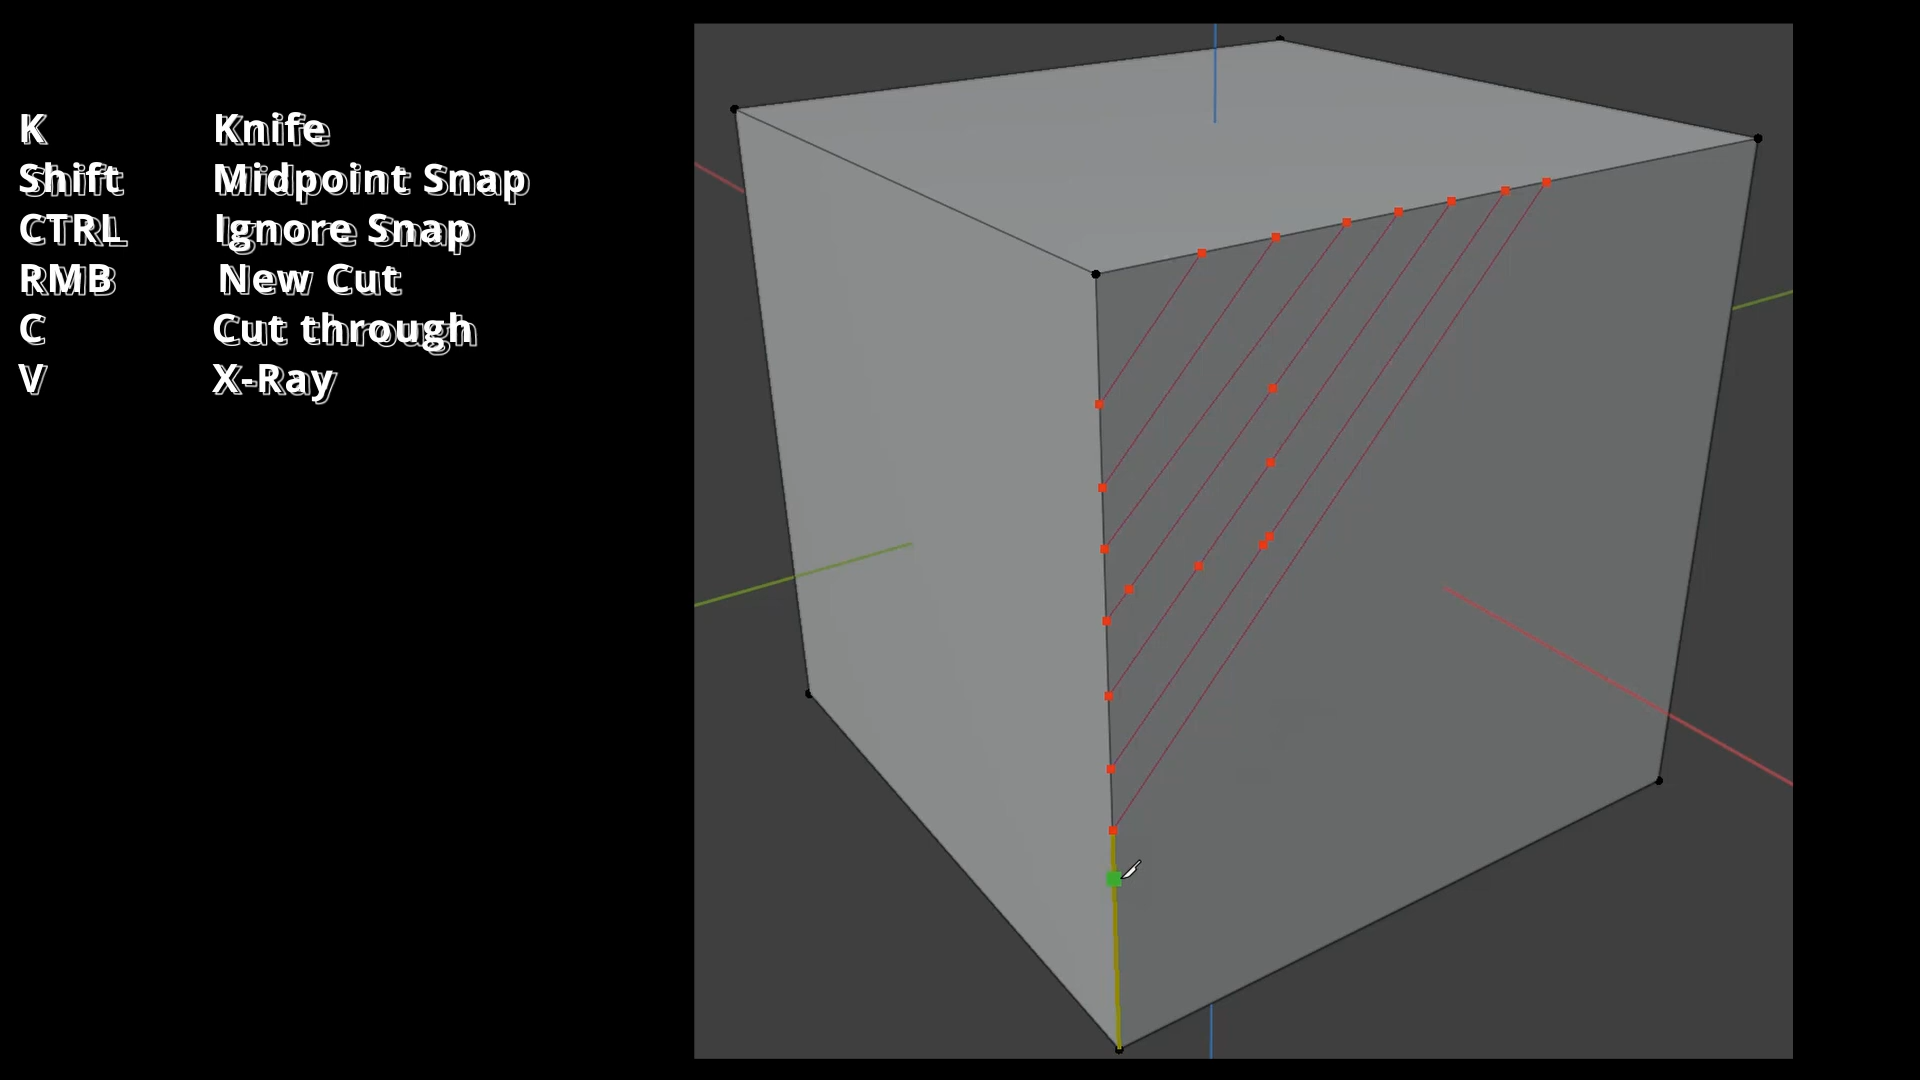 K Knife
Shift Midpoint Snap
CTRL Ignore Snap
RMB New Cut
C Cut through
V X-Ray